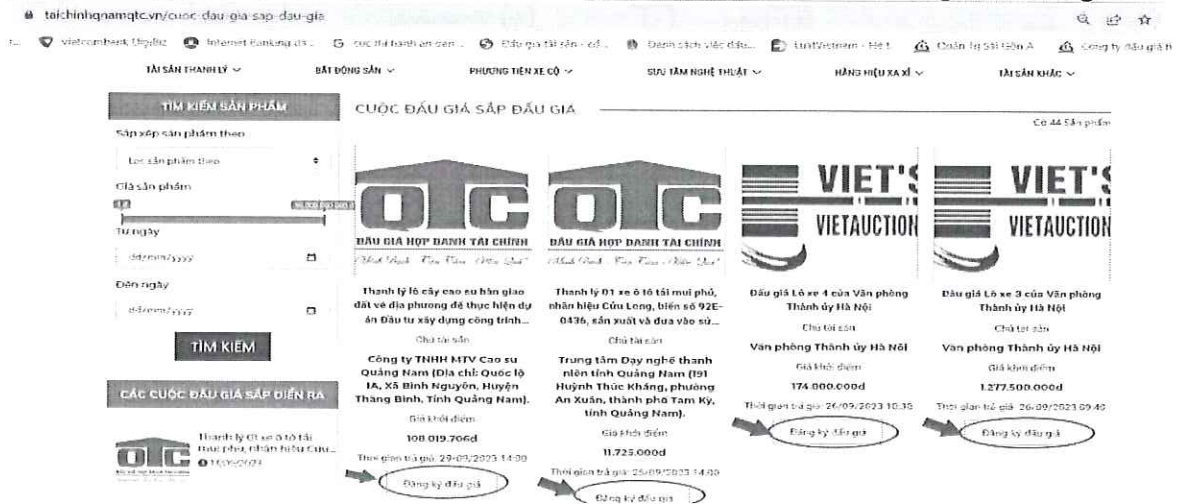 taichinhqnamqtc.vn/cuoc-dau-gia-sap-dau-gia
vietcombank DigiBiz
Internet Banking dà...
TÀI SẢN THANH LÝ
BẤT ĐỘNG SẢN
PHƯƠNG TIỆN XE CỘ
SƯU TẦM NGHỆ THUẬT
HÀNG HIỆU XA XỈ
TÀI SẢN KHÁC
TÌM KIẾM SẢN PHẨM
Sắp xếp sản phẩm theo
Lọc sản phẩm theo
Giá sản phẩm
Từ ngày
dd/mm/yyyy
Đến ngày
dd/mm/yyyy
TÌM KIẾM
CÁC CUỘC ĐẤU GIÁ SẮP DIỄN RA
QTC
Thanh lý 01 xe ô tô tải
mui phủ, nhãn hiệu Cửu...
CUỘC ĐẤU GIÁ SẮP ĐẤU GIÁ
Có 44 Sản phẩm
QTC
ĐẤU GIÁ HỢP DANH TÀI CHÍNH
Thanh lý lô cây cao su bàn giao
đất về địa phương để thực hiện dự
án Đầu tư xây dựng công trình...
Chủ tài sản
Công ty TNHH MTV Cao su
Quảng Nam (Địa chỉ: Quốc lộ
1A, Xã Bình Nguyên, Huyện
Thăng Bình, Tỉnh Quảng Nam).
Giá khởi điểm
108.019.706đ
Thời gian trả giá: 29/09/2023 14:00
Đăng ký đấu giá
QTC
ĐẤU GIÁ HỢP DANH TÀI CHÍNH
Thanh lý 01 xe ô tô tải mui phủ,
nhãn hiệu Cửu Long, biển số 92E-
0436, sản xuất và đưa vào sử...
Chủ tài sản
Trung tâm Dạy nghề thanh
niên tỉnh Quảng Nam (191
Huỳnh Thúc Kháng, phường
An Xuân, thành phố Tam Kỳ,
tỉnh Quảng Nam).
Giá khởi điểm
11.725.000đ
Thời gian trả giá: 26/09/2023 14:00
Đăng ký đấu giá
VIET'S
VIETAUCTION
Đấu giá Lô xe 4 của Văn phòng
Thành ủy Hà Nội
Chủ tài sản
Văn phòng Thành ủy Hà Nội
Giá khởi điểm
174.000.000đ
Thời gian trả giá: 26/09/2023 10:30
Đăng ký đấu giá
VIET'S
VIETAUCTION
Đấu giá Lô xe 3 của Văn phòng
Thành ủy Hà Nội
Chủ tài sản
Văn phòng Thành ủy Hà Nội
Giá khởi điểm
1.277.500.000đ
Thời gian trả giá: 26/09/2023 09:40
Đăng ký đấu giá